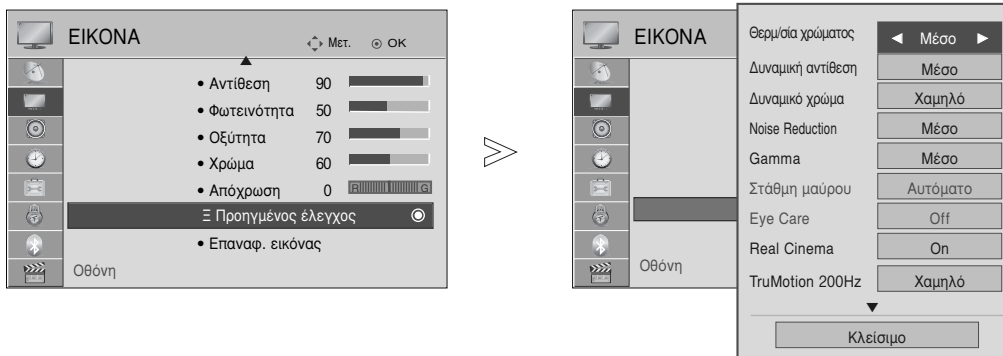 ΕΙΚΟΝΑ Μετ. ΟΚ
• Αντίθεση 90
• Φωτεινότητα 50
• Οξύτητα 70
• Χρώμα 60
• Απόχρωση 0 R G
Ξ Προηγμένος έλεγχος
• Επαναφ. εικόνας
Οθόνη
ΕΙΚΟΝΑ
Οθόνη
Θερμ/σία χρώματος ◄ Μέσο ►
Δυναμική αντίθεση Μέσο
Δυναμικό χρώμα Χαμηλό
Noise Reduction Μέσο
Gamma Μέσο
Στάθμη μαύρου Αυτόματο
Eye Care Off
Real Cinema On
TruMotion 200Hz Χαμηλό
Κλείσιμο